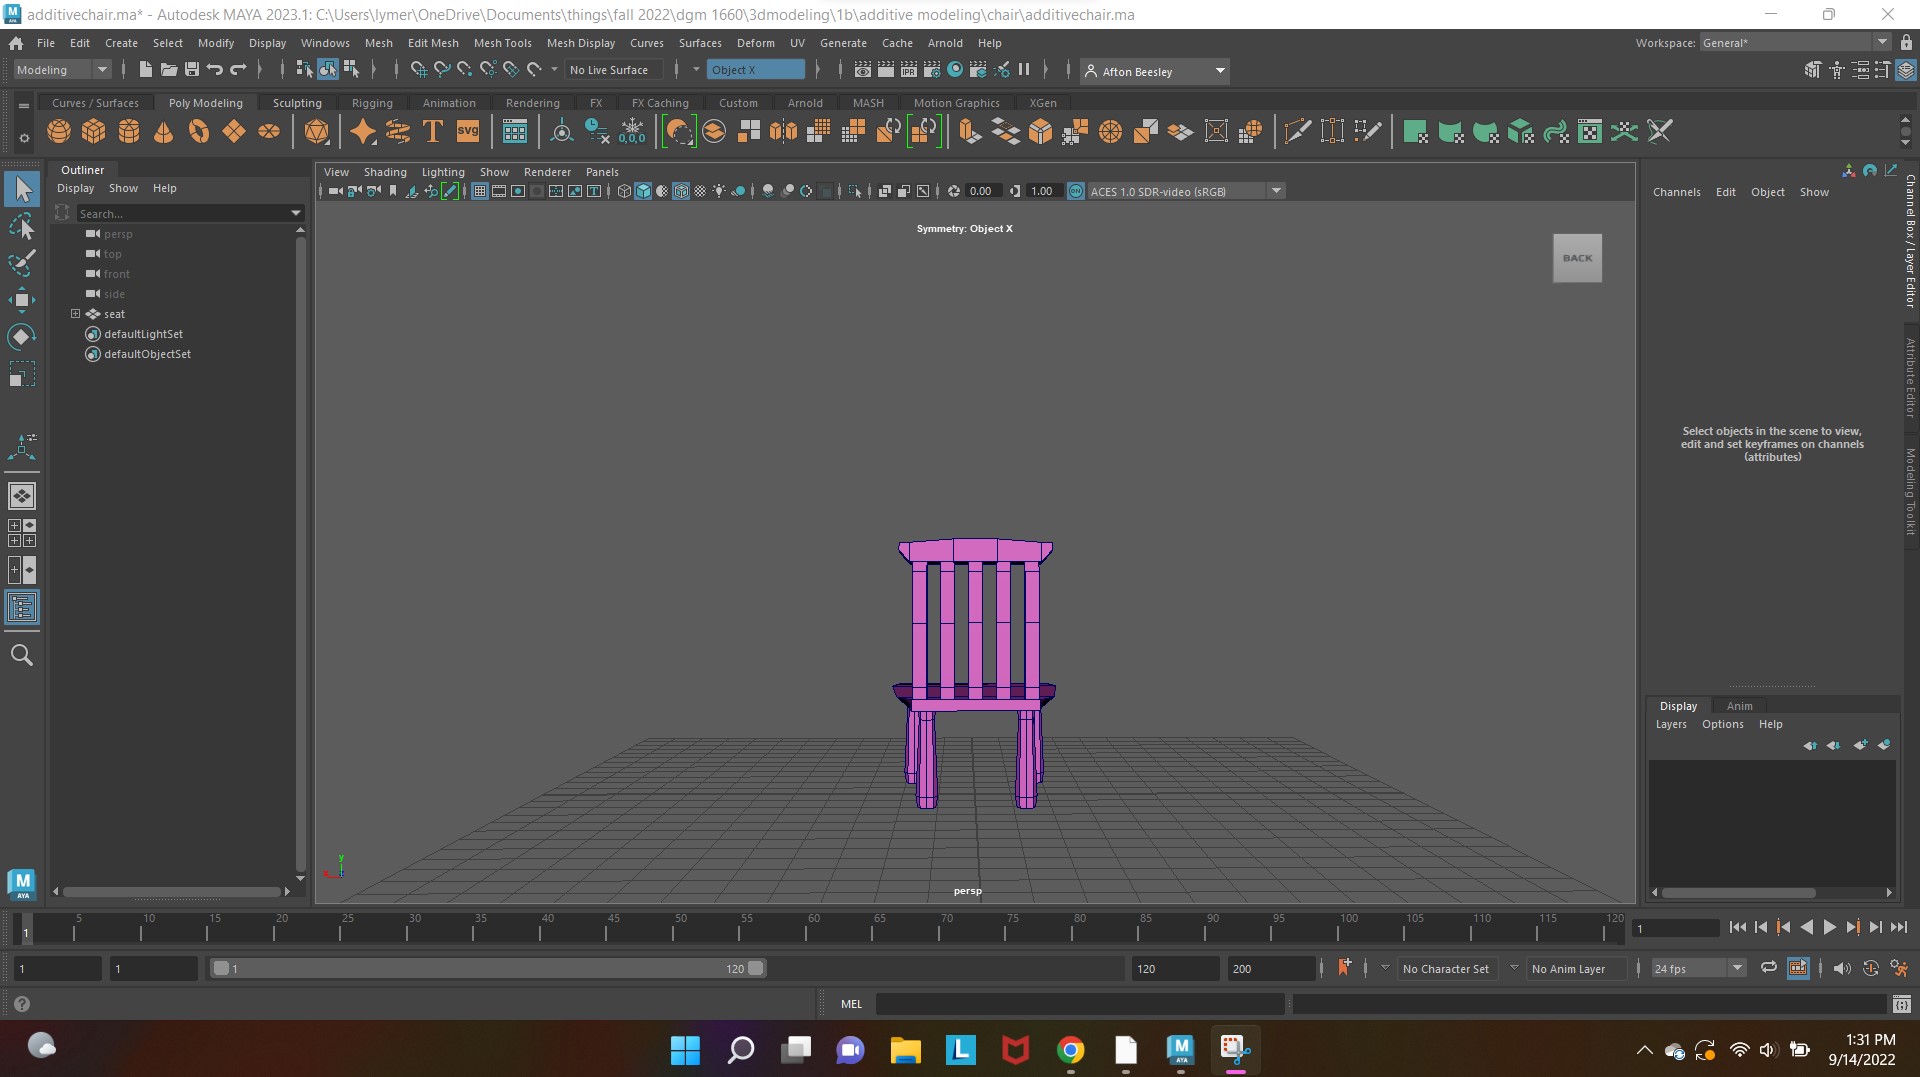 additivechair.ma* - Autodesk MAYA 2023.1: C:\Users\lymer\OneDrive\Documents\things\fall 2022\dgm 1660\3dmodeling\1b\additive modeling\chair\additivechair.ma
File Edit Create Select Modify Display Windows Mesh Edit Mesh Mesh Tools Mesh Display Curves Surfaces Deform UV Generate Cache Arnold Help
Workspace: General*
Modeling
No Live Surface
Object X
IPR
Afton Beesley
Curves / Surfaces Poly Modeling Sculpting Rigging Animation Rendering FX FX Caching Custom Arnold MASH Motion Graphics XGen
T SVG 0,0,0
Outliner
Display Show Help
Search...
persp
top
front
side
seat
defaultLightSet
defaultObjectSet
View Shading Lighting Show Renderer Panels
0.00 1.00 ON ACES 1.0 SDR-video (sRGB)
Symmetry: Object X
BACK
y
x
z
persp
Channels Edit Object Show
Select objects in the scene to view,
edit and set keyframes on channels
(attributes)
Channel Box / Layer Editor
Attribute Editor
Modeling Toolkit
Display Anim
Layers Options Help
M
AYA
1 5 10 15 20 25 30 35 40 45 50 55 60 65 70 75 80 85 90 95 100 105 110 115 120
1
1 1 1 120 120 200 No Character Set No Anim Layer 24 fps
MEL
L
M
AYA
1:31 PM
9/14/2022